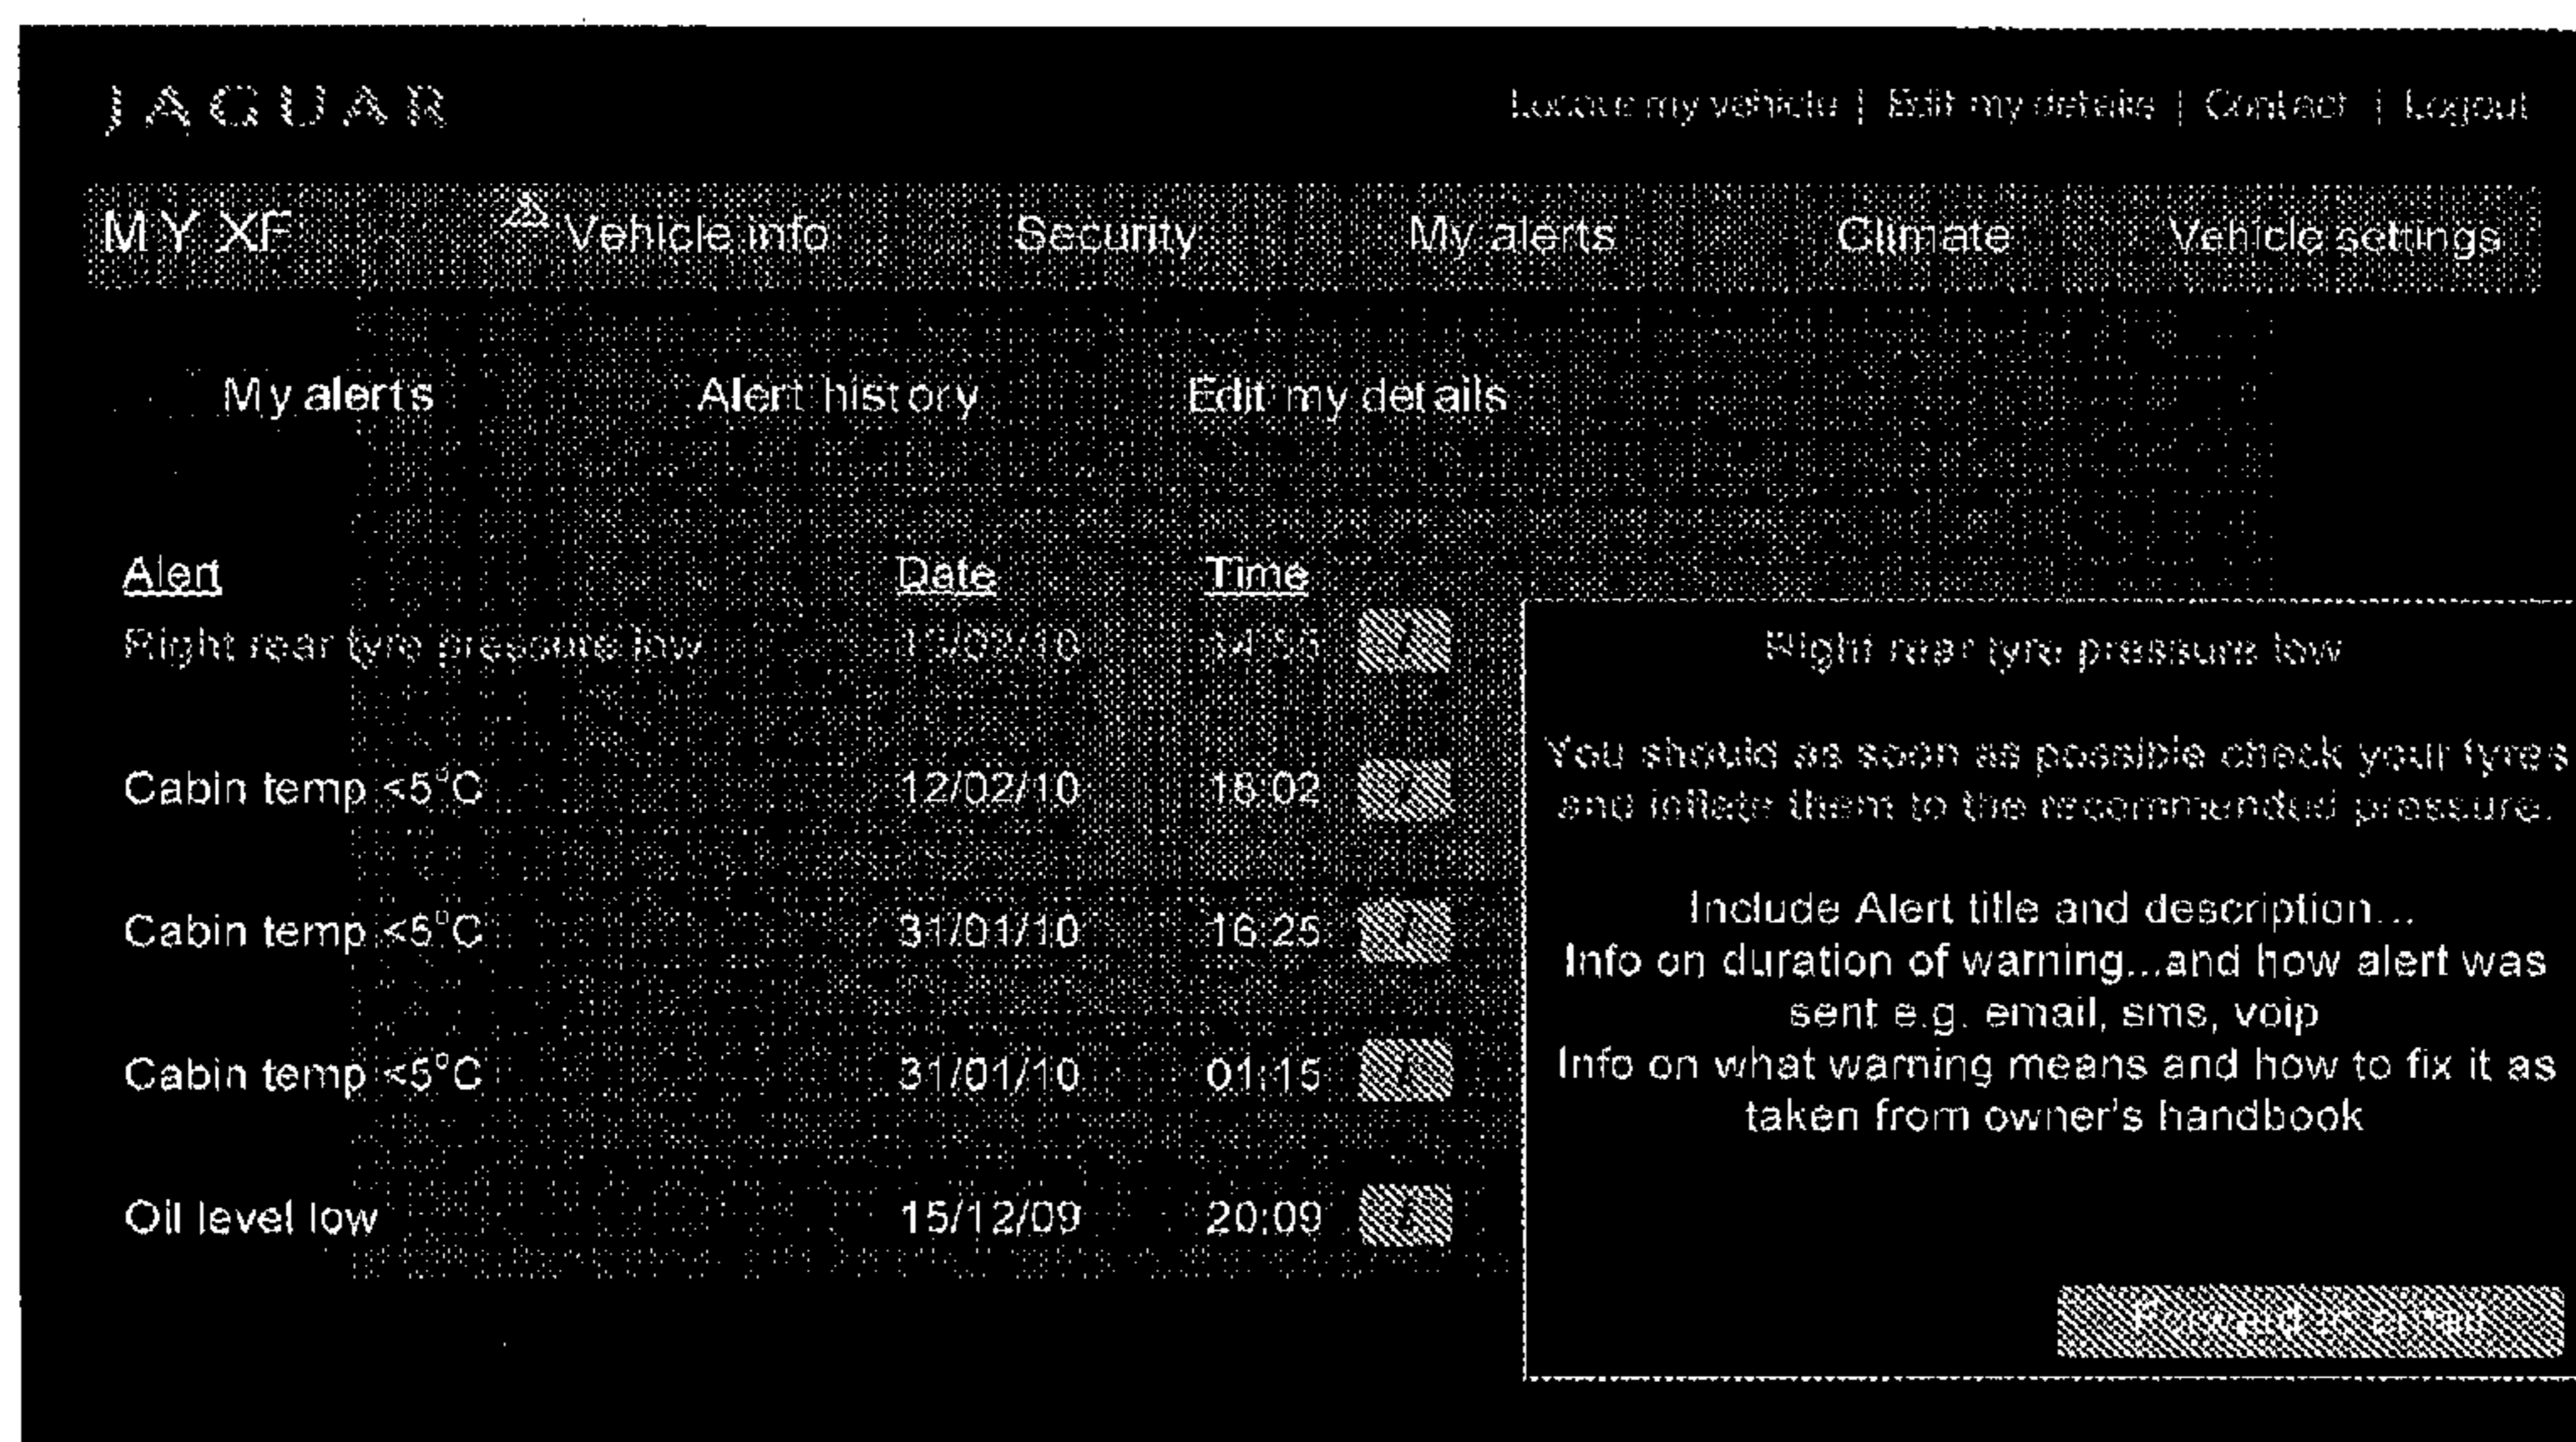 JAGUAR
Locate my vehicle | Edit my details | Contact | Logout
MY XF Vehicle info Security My alerts Climate Vehicle settings
My alerts Alert history Edit my details
Alert Date Time
Right rear tyre pressure low
Cabin temp <5°C 12/02/10 16:02
Cabin temp <5°C 31/01/10 16:25
Cabin temp <5°C 31/01/10 01:15
Oil level low 15/12/09 20:09
Right rear tyre pressure low
You should as soon as possible check your tyres
and inflate them to the recommended pressure.
Include Alert title and description...
Info on duration of warning...and how alert was
sent e.g. email, sms, voip
Info on what warning means and how to fix it as
taken from owner's handbook
Forward to email